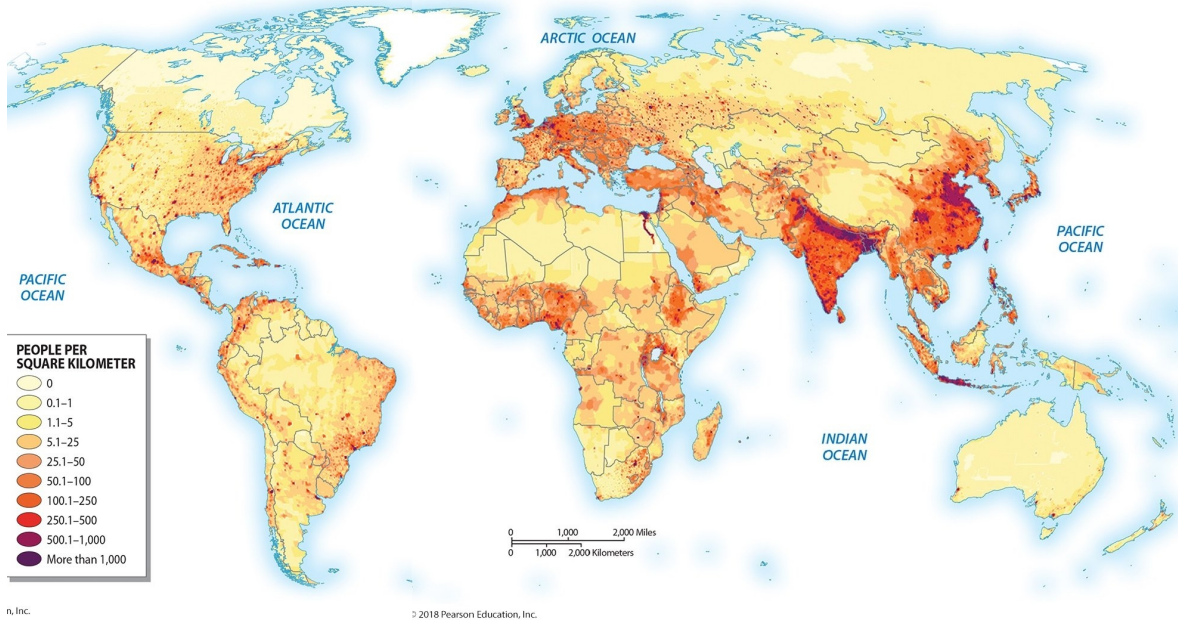 ARCTIC OCEAN
ATLANTIC
OCEAN
PACIFIC
OCEAN
PACIFIC
OCEAN
INDIAN
OCEAN
PEOPLE PER
SQUARE KILOMETER
0
0.1–1
1.1–5
5.1–25
25.1–50
50.1–100
100.1–250
250.1–500
500.1–1,000
More than 1,000
0 1,000 2,000 Miles
0 1,000 2,000 Kilometers
n, Inc.
© 2018 Pearson Education, Inc.